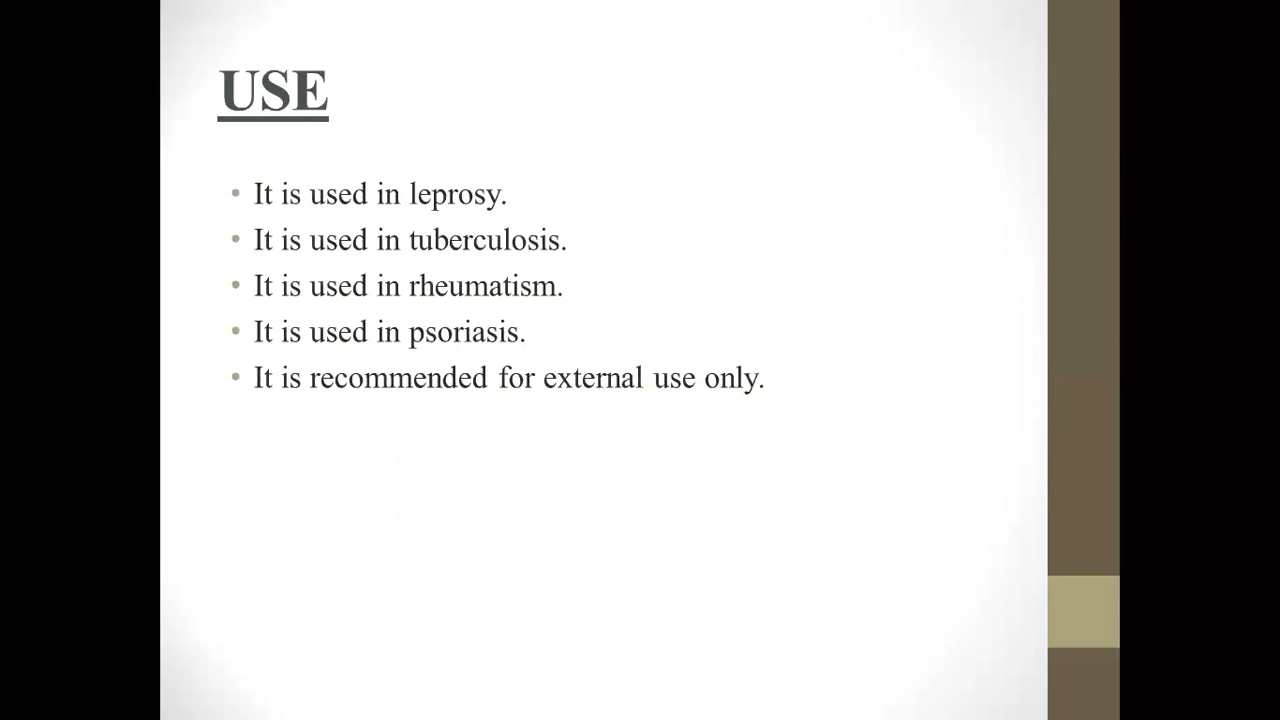 USE
• It is used in leprosy.
• It is used in tuberculosis.
• It is used in rheumatism.
• It is used in psoriasis.
• It is recommended for external use only.